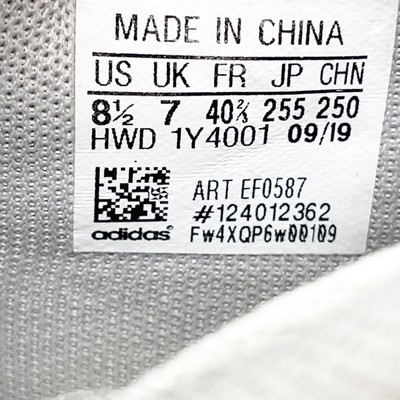 MADE IN CHINA
US UK FR JP CHN
8½ 7 40⅔ 255 250
HWD 1Y4001 09/19
ART EF0587
#124012362
adidas Fw4XQP6w00109